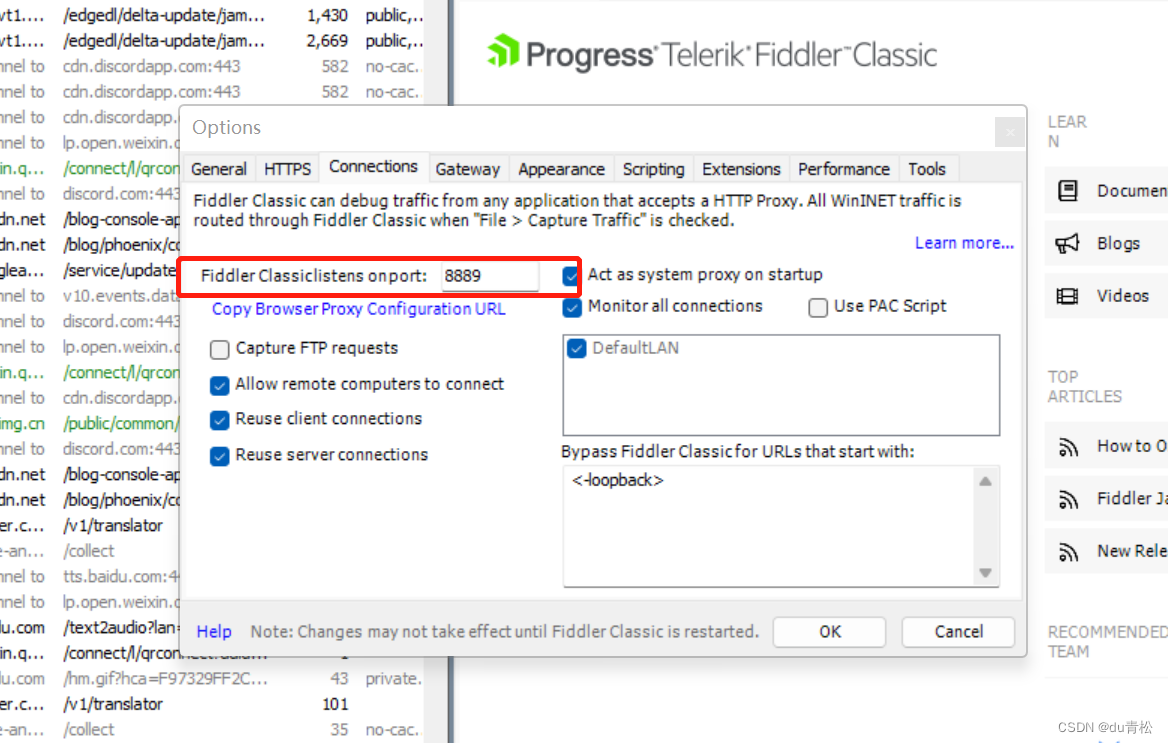 vt1.... /edgedl/delta-update/jam... 1,430 public,..
vt1.... /edgedl/delta-update/jam... 2,669 public,..
nnel to cdn.discordapp.com:443 582 no-cac..
nnel to cdn.discordapp.com:443 582 no-cac..
nnel to cdn.discordapp.
nnel to lp.open.weixin.q
in.q... /connect/l/qrcon
nnel to discord.com:443
dn.net /blog-console-ap
dn.net /blog/phoenix/co
glea... /service/update
nnel to v10.events.dat
nnel to discord.com:443
nnel to lp.open.weixin.q
in.q... /connect/l/qrcon
nnel to cdn.discordapp.
img.cn /public/common/
nnel to discord.com:443
dn.net /blog-console-ap
dn.net /blog/phoenix/co
er.c... /v1/translator
e-an... /collect
nnel to tts.baidu.com:44
nnel to lp.open.weixin.q
du.com /text2audio?lan=
in.q... /connect/l/qrconnect?uuid...
du.com /hm.gif?hca=F97329FF2C... 43 private.
er.c... /v1/translator 101
e-an... /collect 35 no-cac..
Progress® Telerik® Fiddler™ Classic
Options
General HTTPS Connections Gateway Appearance Scripting Extensions Performance Tools
Fiddler Classic can debug traffic from any application that accepts a HTTP Proxy. All WinINET traffic is
routed through Fiddler Classic when "File > Capture Traffic" is checked.
Learn more...
Fiddler Classic listens on port: 8889
Act as system proxy on startup
Copy Browser Proxy Configuration URL
Monitor all connections
Use PAC Script
Capture FTP requests
DefaultLAN
Allow remote computers to connect
Reuse client connections
Reuse server connections
Bypass Fiddler Classic for URLs that start with:
<-loopback>
Help Note: Changes may not take effect until Fiddler Classic is restarted. OK Cancel
LEAR
N
Documen
Blogs
Videos
TOP
ARTICLES
How to O
Fiddler Ja
New Rele
RECOMMENDED
TEAM
CSDN @du青松